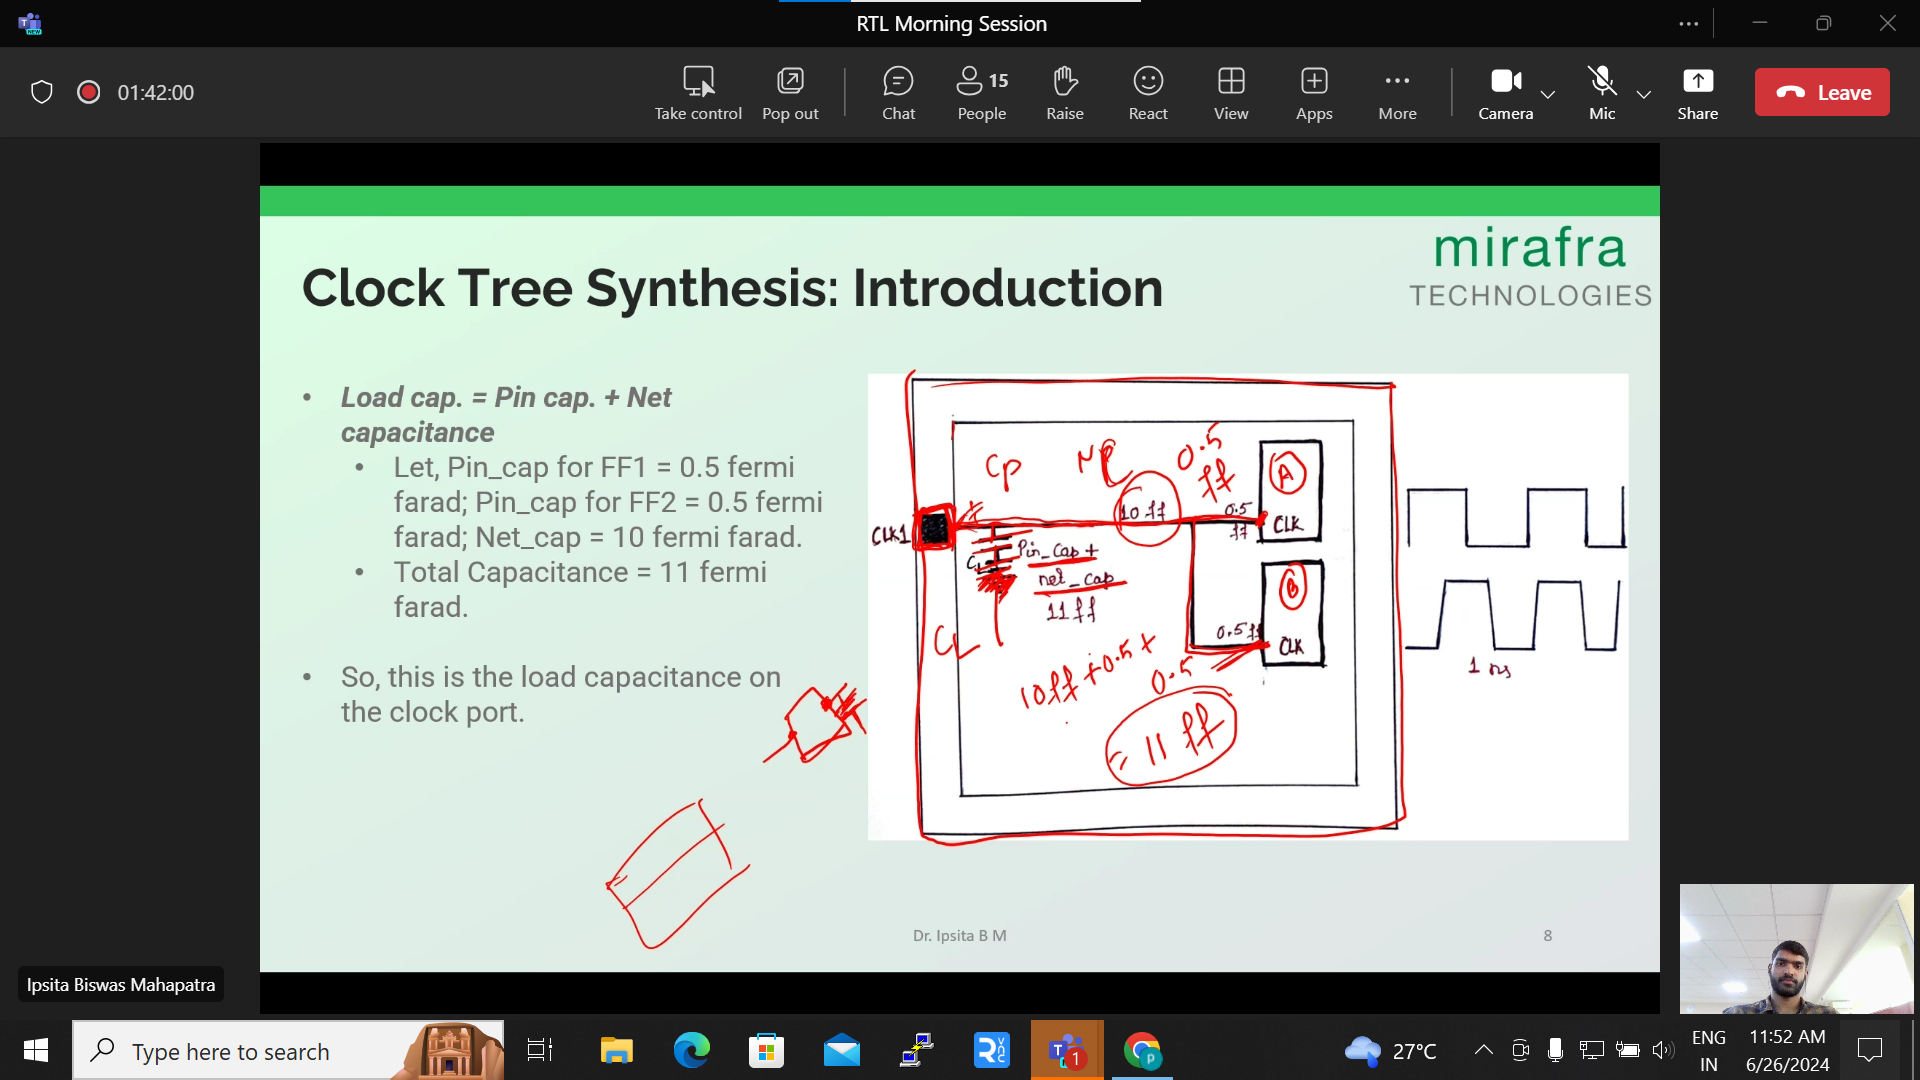 RTL Morning Session
01:42:00
Take control
Pop out
Chat
15
People
Raise
React
View
Apps
More
Camera
Mic
Share
Leave
mirafra
TECHNOLOGIES
Clock Tree Synthesis: Introduction
• Load cap. = Pin cap. + Net
capacitance
• Let, Pin_cap for FF1 = 0.5 fermi
farad; Pin_cap for FF2 = 0.5 fermi
farad; Net_cap = 10 fermi farad.
• Total Capacitance = 11 fermi
farad.
• So, this is the load capacitance on
the clock port.
Cp
0.5
ff
A
10 ff
0.5
ff
CLK
CLK1
Pin_Cap +
net_cap
11 ff
B
0.5 ff
CLK
CL
10ff + 0.5 +
0.5
= 11 ff
1 ns
Dr. Ipsita B M
8
Ipsita Biswas Mahapatra
Type here to search
27°C
ENG
IN
11:52 AM
6/26/2024